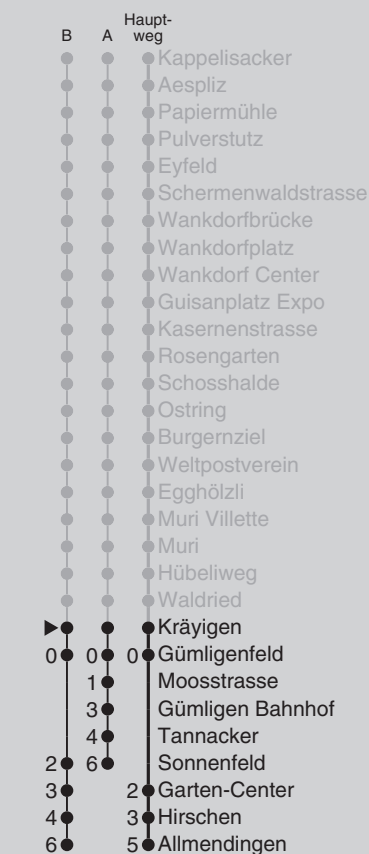 Haupt-
B A weg
Kappelisacker
Aespliz
Papiermühle
Pulverstutz
Eyfeld
Schermenwaldstrasse
Wankdorfbrücke
Wankdorfplatz
Wankdorf Center
Guisanplatz Expo
Kasernenstrasse
Rosengarten
Schosshalde
Ostring
Burgernziel
Weltpostverein
Egghölzli
Muri Villette
Muri
Hübeliweg
Waldried
Kräyigen
0 0 0 Gümligenfeld
1 Moosstrasse
3 Gümligen Bahnhof
4 Tannacker
2 6 Sonnenfeld
3 2 Garten-Center
4 3 Hirschen
6 5 Allmendingen